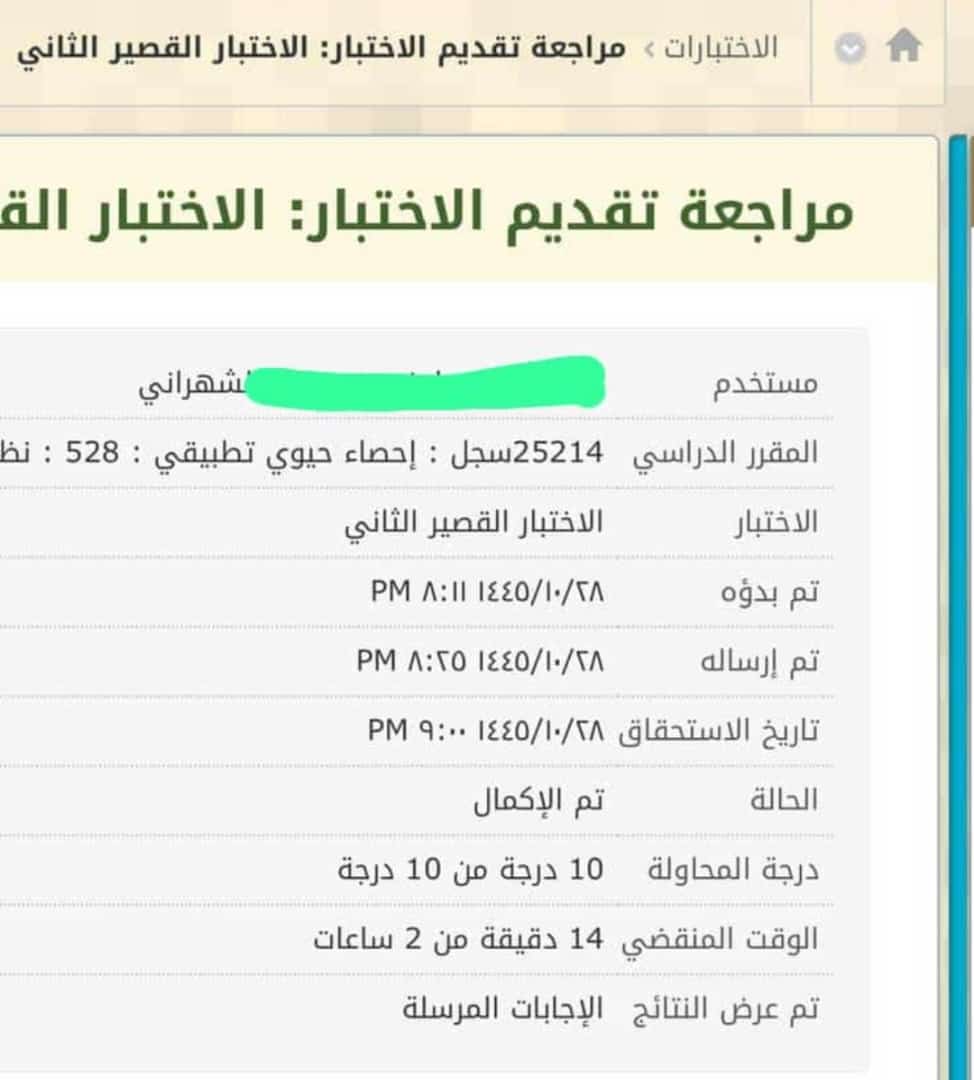 الاختبارات › مراجعة تقديم الاختبار: الاختبار القصير الثاني
مراجعة تقديم الاختبار: الاختبار
مستخدم
المقرر الدراسي 25214سجل : إحصاء حيوي تطبيقي : 528 :
الاختبار الاختبار القصير الثاني
تم بدؤه ٢٨/١٠/١٤٤٥ ٨:١١ PM
تم إرساله ٢٨/١٠/١٤٤٥ ٨:٢٥ PM
تاريخ الاستحقاق ٢٨/١٠/١٤٤٥ ٩:٠٠ PM
الحالة تم الإكمال
درجة المحاولة 10 درجة من 10 درجة
الوقت المنقضي 14 دقيقة من 2 ساعات
تم عرض النتائج الإجابات المرسلة